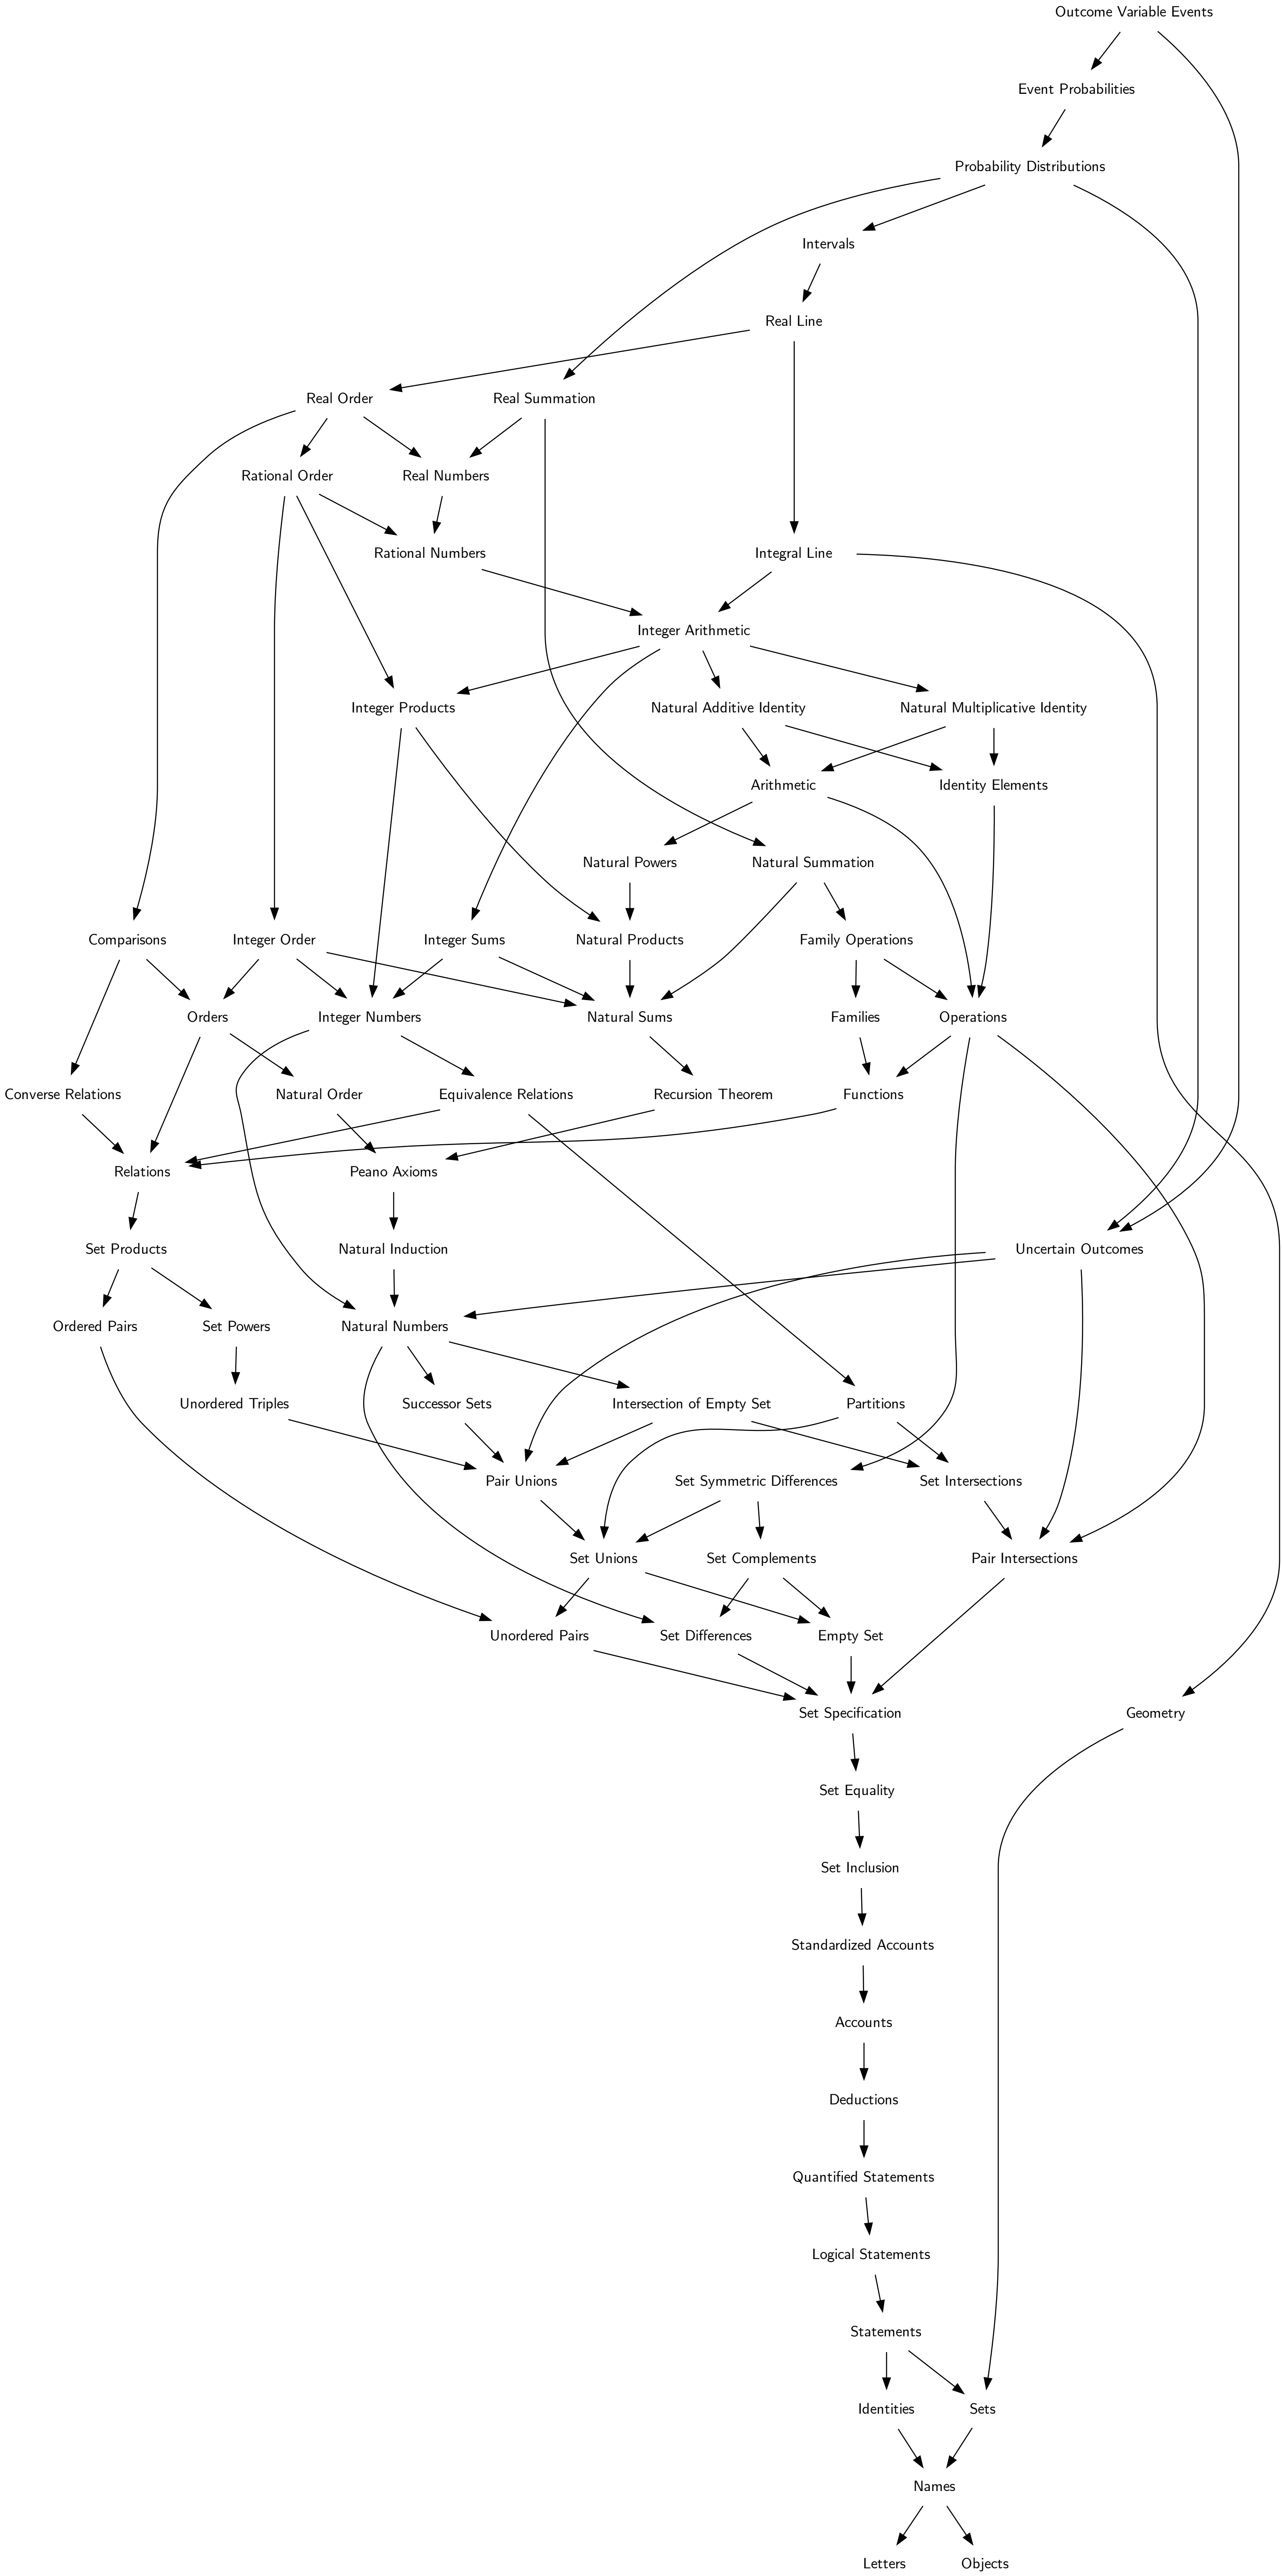 Outcome Variable Events
Event Probabilities
Probability Distributions
Intervals
Real Line
Real Order
Real Summation
Rational Order
Real Numbers
Rational Numbers
Integral Line
Integer Arithmetic
Integer Products
Natural Additive Identity
Natural Multiplicative Identity
Arithmetic
Identity Elements
Natural Powers
Natural Summation
Comparisons
Integer Order
Integer Sums
Natural Products
Family Operations
Orders
Integer Numbers
Natural Sums
Families
Operations
Converse Relations
Natural Order
Equivalence Relations
Recursion Theorem
Functions
Relations
Peano Axioms
Set Products
Natural Induction
Uncertain Outcomes
Ordered Pairs
Set Powers
Natural Numbers
Unordered Triples
Successor Sets
Intersection of Empty Set
Partitions
Pair Unions
Set Symmetric Differences
Set Intersections
Set Unions
Set Complements
Pair Intersections
Unordered Pairs
Set Differences
Empty Set
Set Specification
Geometry
Set Equality
Set Inclusion
Standardized Accounts
Accounts
Deductions
Quantified Statements
Logical Statements
Statements
Identities
Sets
Names
Letters
Objects